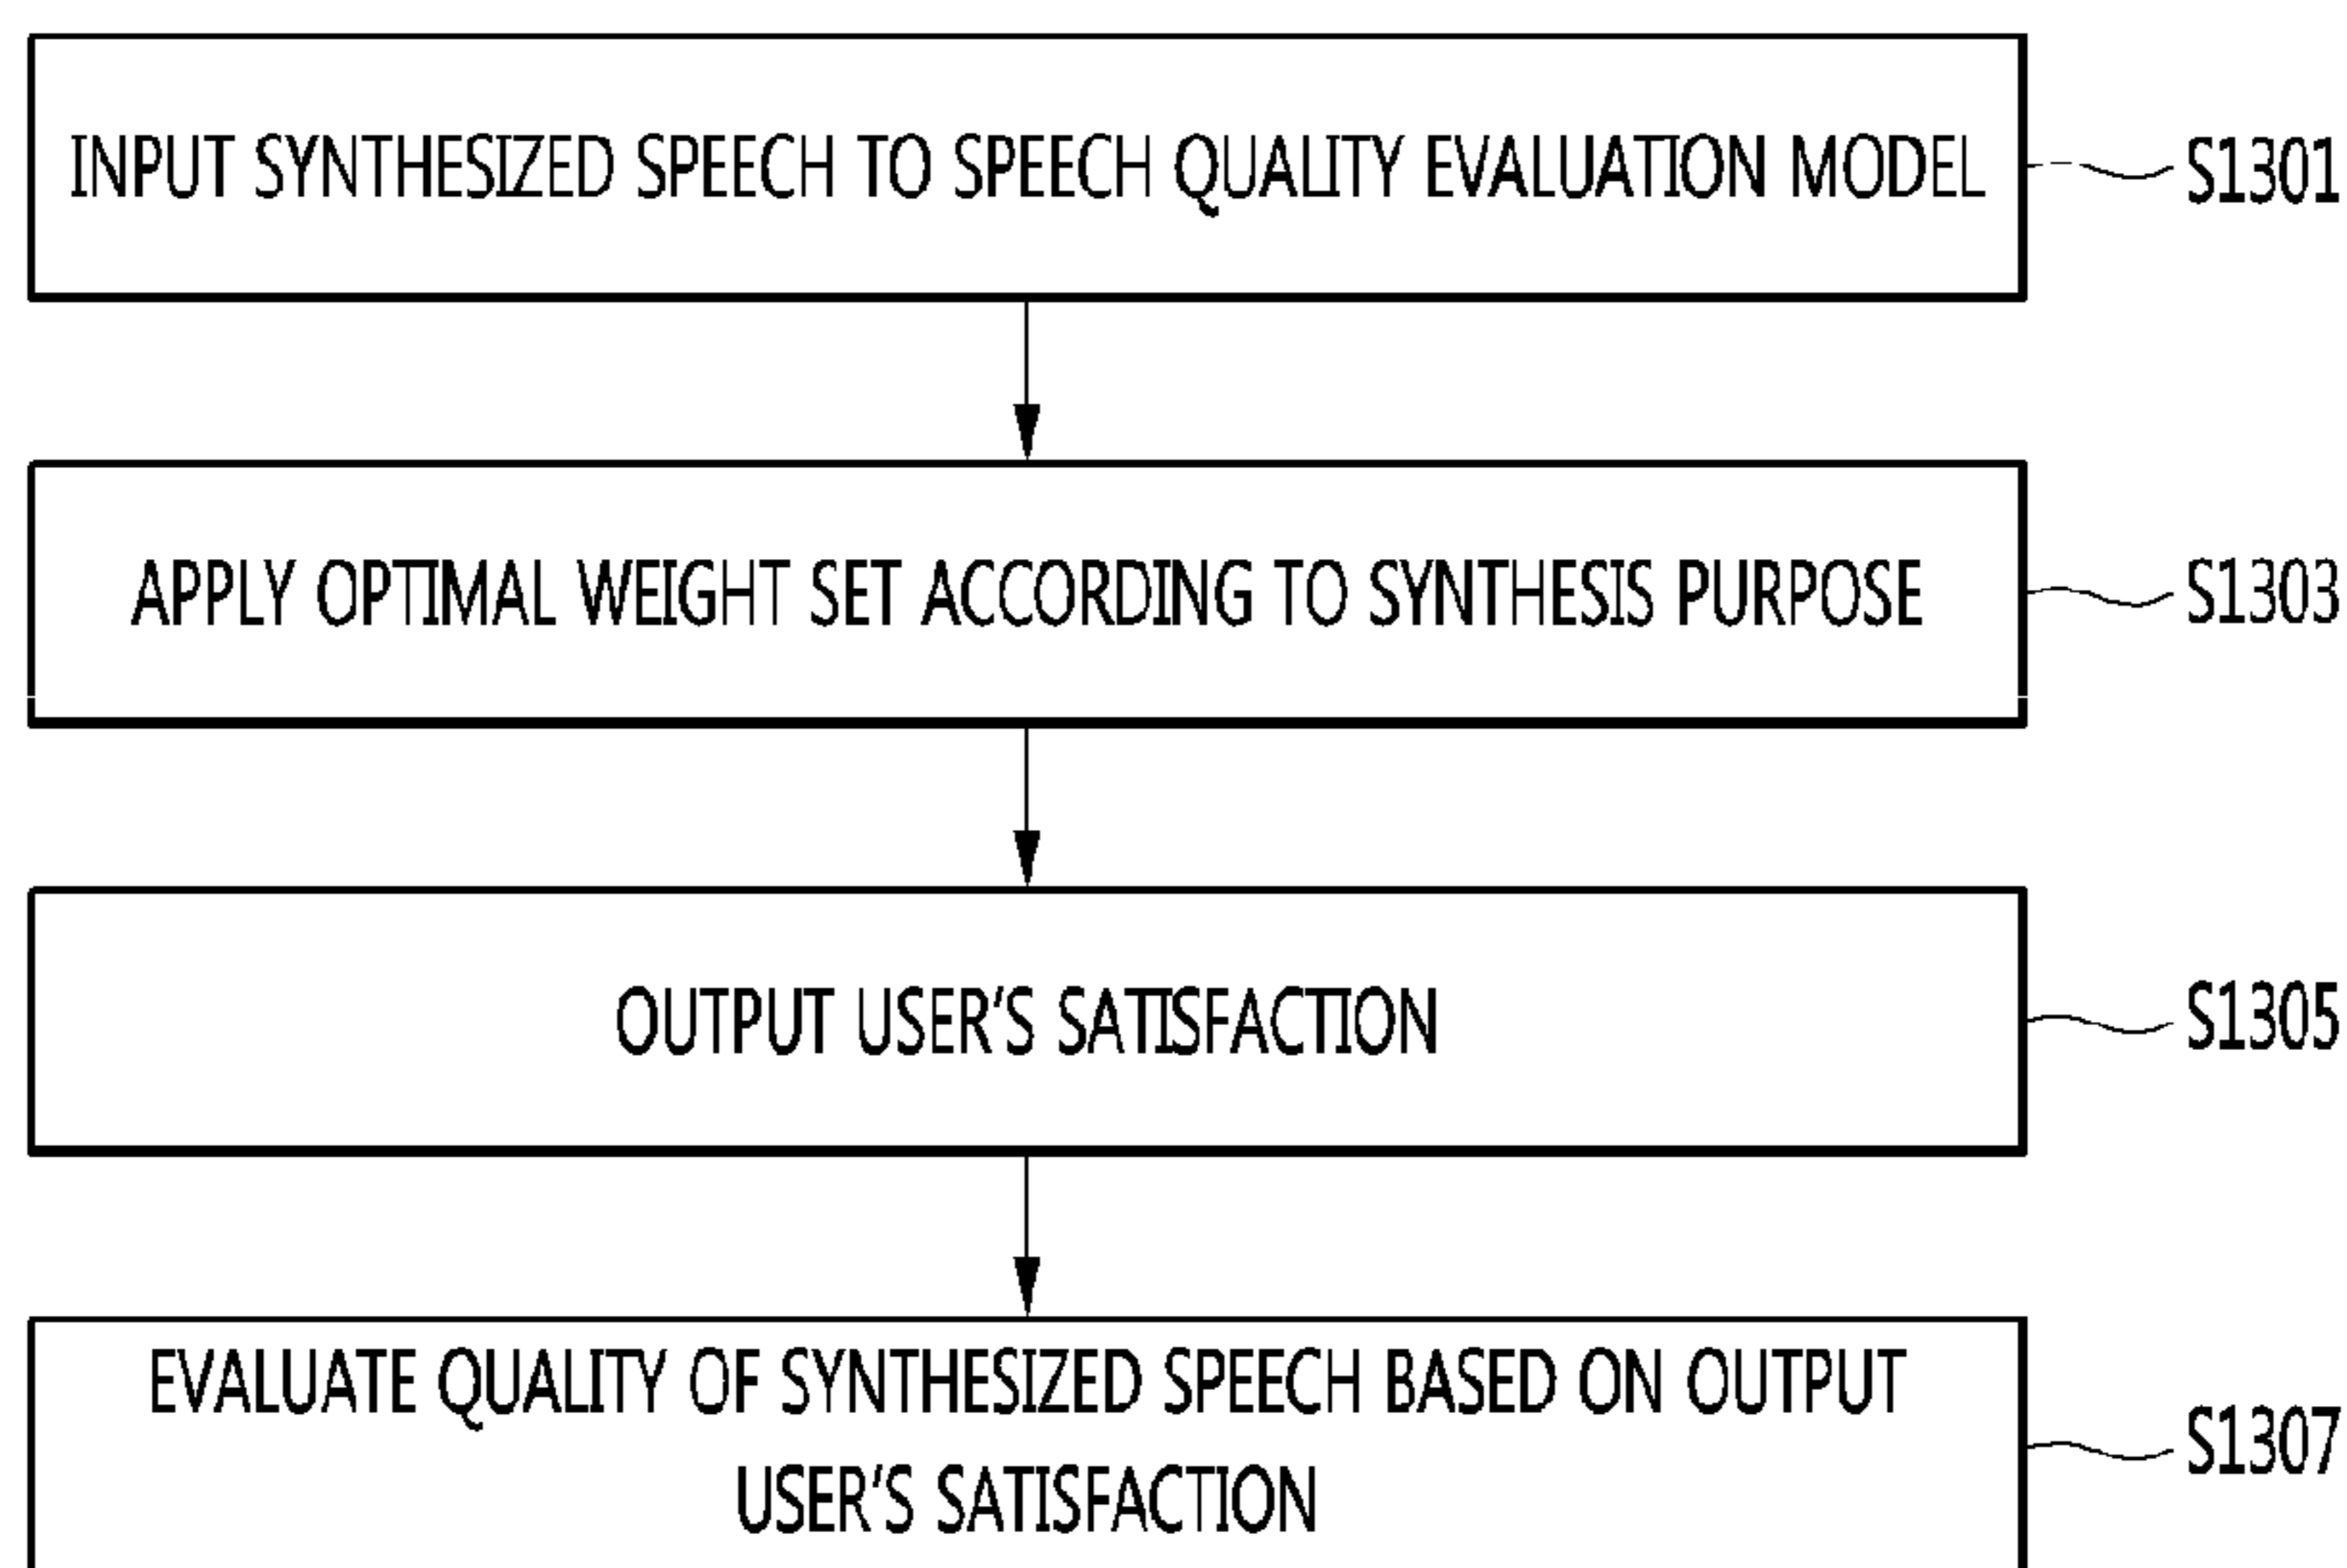 INPUT SYNTHESIZED SPEECH TO SPEECH QUALITY EVALUATION MODEL
S1301
APPLY OPTIMAL WEIGHT SET ACCORDING TO SYNTHESIS PURPOSE
S1303
OUTPUT USER'S SATISFACTION
S1305
EVALUATE QUALITY OF SYNTHESIZED SPEECH BASED ON OUTPUT
USER'S SATISFACTION
S1307